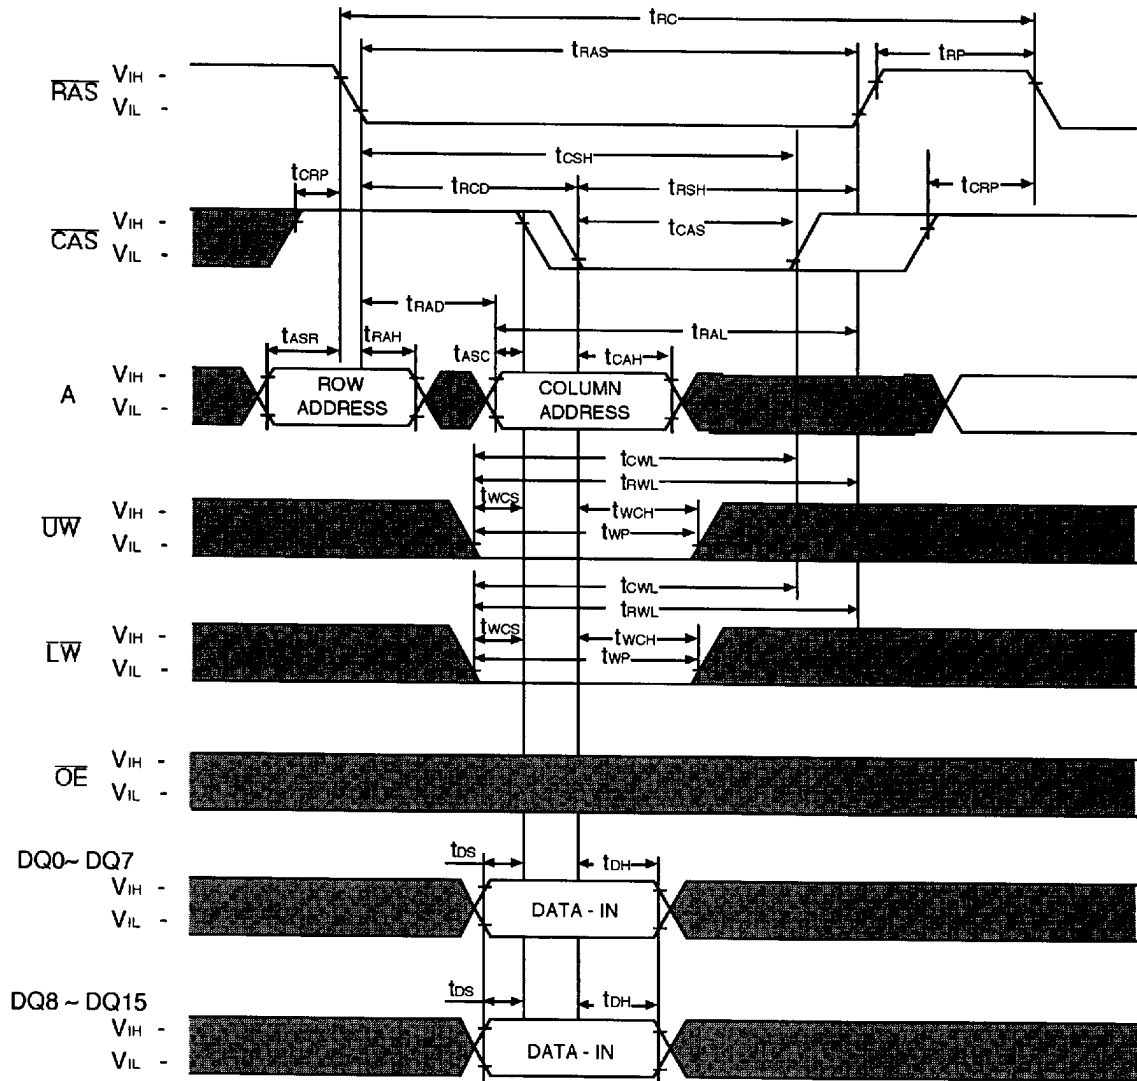 tRC
tRAS
tRP
RAS
VIH -
VIL -
tCSH
tCRP
tRCD
tRSH
tCRP
CAS
VIH -
VIL -
tCAS
tRAD
tRAL
tASR
tRAH
tASC
tCAH
A
VIH -
VIL -
ROW
ADDRESS
COLUMN
ADDRESS
tCWL
tRWL
UW
VIH -
VIL -
tWCS
tWCH
tWP
tCWL
tRWL
LW
VIH -
VIL -
tWCS
tWCH
tWP
OE
VIH -
VIL -
DQ0~ DQ7
tDS
tDH
VIH -
VIL -
DATA - IN
DQ8 ~ DQ15
tDS
tDH
VIH -
VIL -
DATA - IN